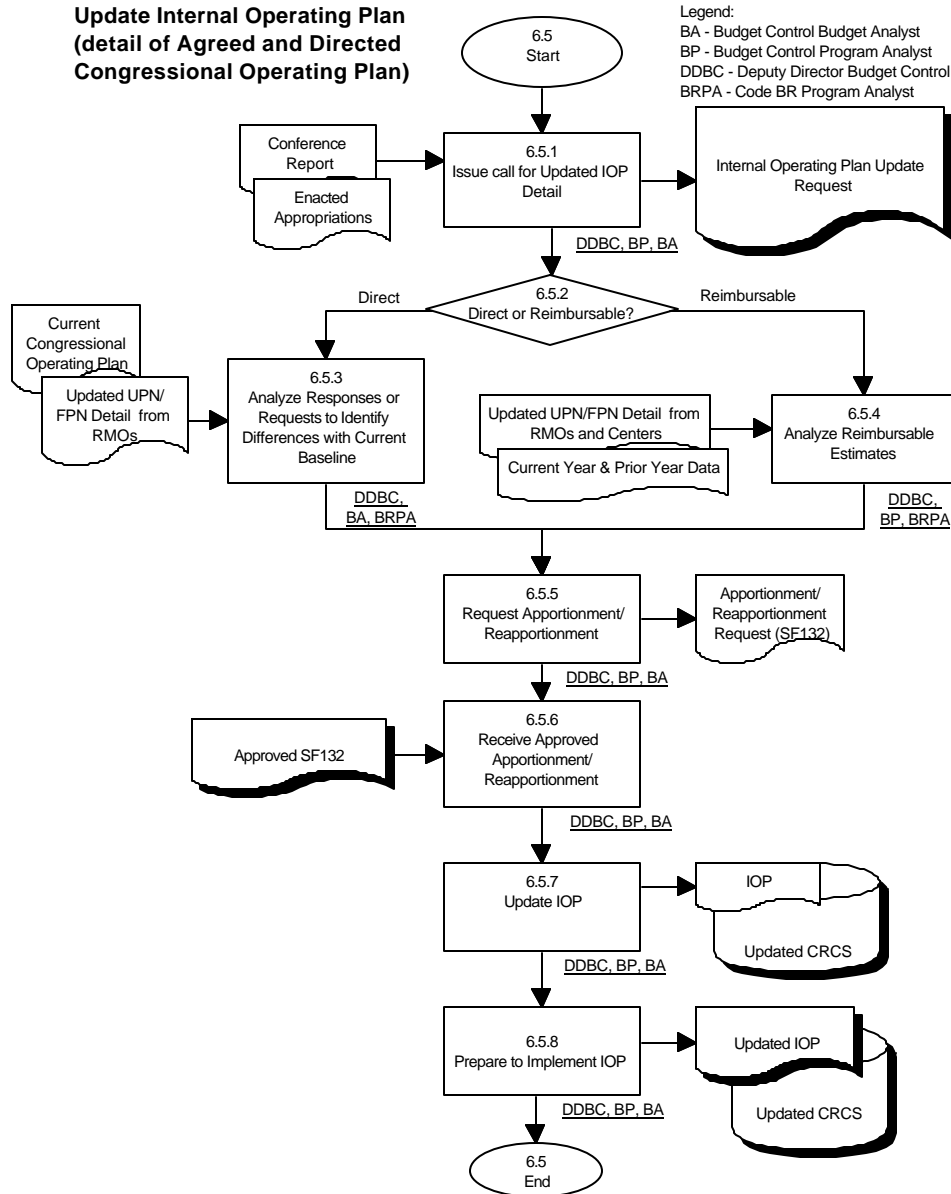 Update Internal Operating Plan
(detail of Agreed and Directed
Congressional Operating Plan)
Legend:
BA - Budget Control Budget Analyst
BP - Budget Control Program Analyst
DDBC - Deputy Director Budget Control
BRPA - Code BR Program Analyst
6.5
Start
Conference
Report
Enacted
Appropriations
6.5.1
Issue call for Updated IOP
Detail
Internal Operating Plan Update
Request
DDBC, BP, BA
6.5.2
Direct or Reimbursable?
Direct
Reimbursable
Current
Congressional
Operating Plan
Updated UPN/
FPN Detail from
RMOs
6.5.3
Analyze Responses or
Requests to Identify
Differences with Current
Baseline
Updated UPN/FPN Detail from
RMOs and Centers
Current Year & Prior Year Data
6.5.4
Analyze Reimbursable
Estimates
DDBC,
BA, BRPA
DDBC,
BP, BRPA
6.5.5
Request Apportionment/
Reapportionment
Apportionment/
Reapportionment
Request (SF132)
DDBC, BP, BA
Approved SF132
6.5.6
Receive Approved
Apportionment/
Reapportionment
DDBC, BP, BA
6.5.7
Update IOP
IOP
Updated CRCS
DDBC, BP, BA
6.5.8
Prepare to Implement IOP
Updated IOP
Updated CRCS
DDBC, BP, BA
6.5
End